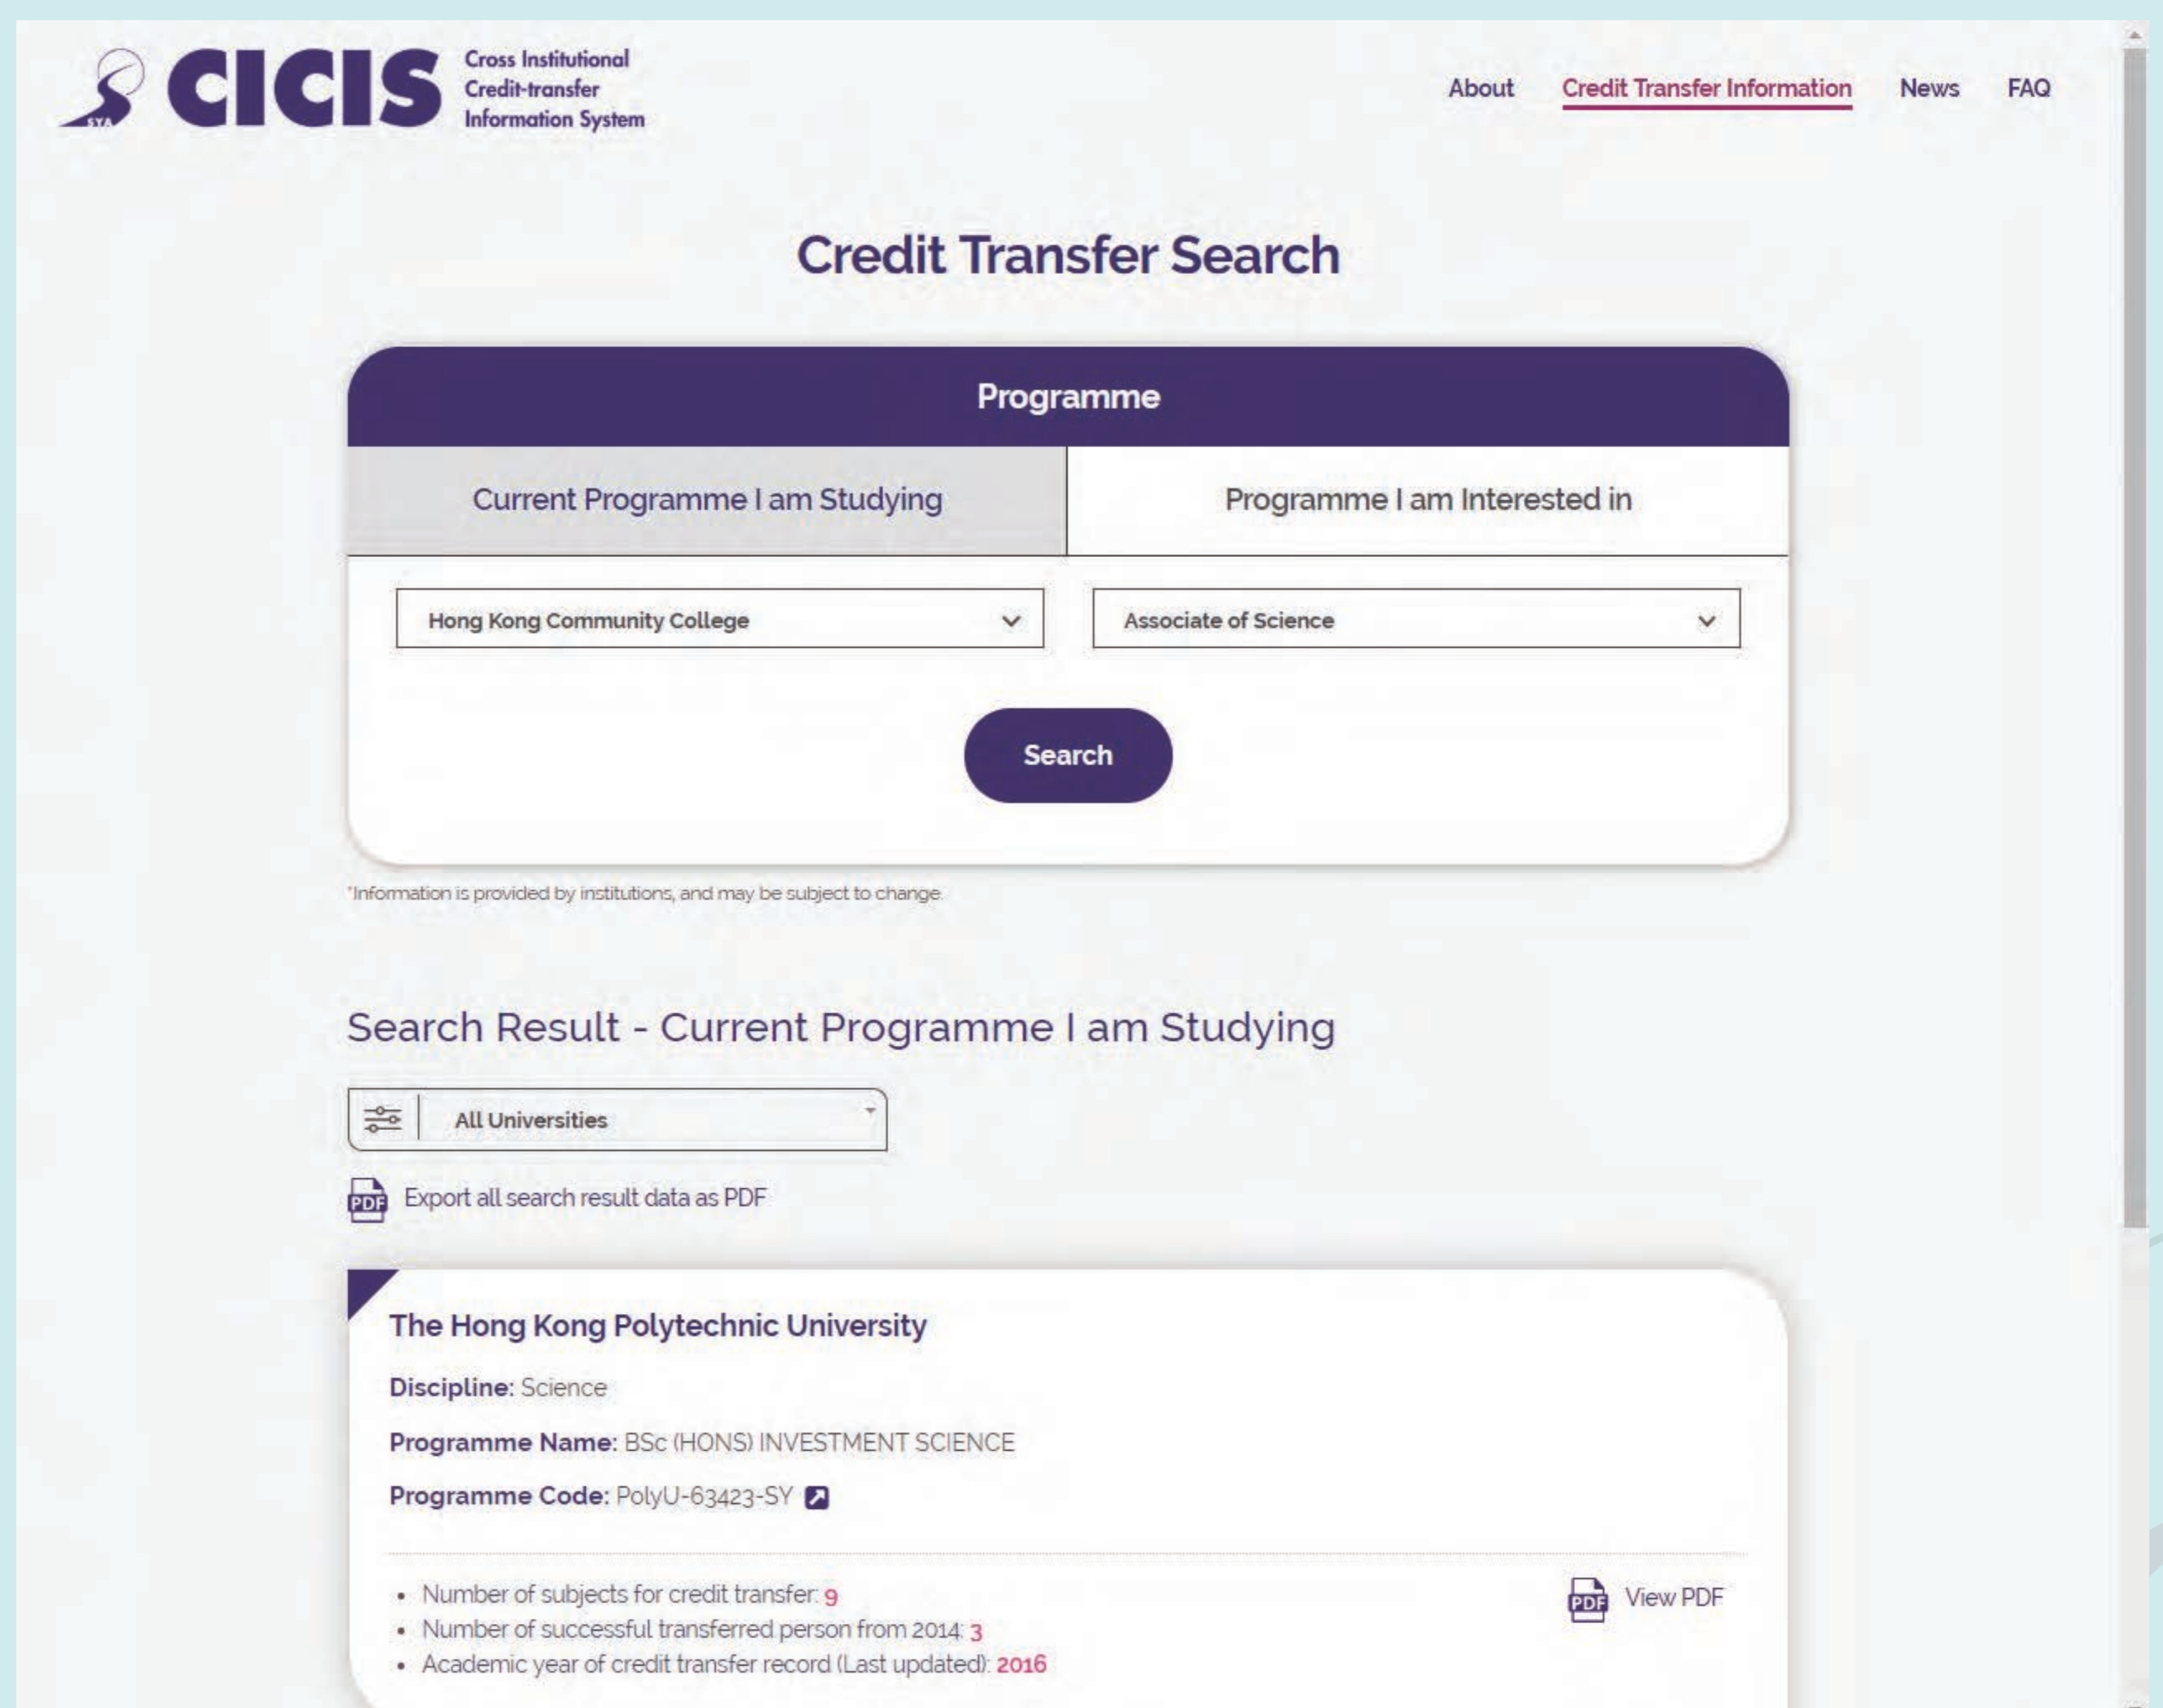 SYA
CICIS
Cross Institutional
Credit-transfer
Information System
About Credit Transfer Information News FAQ
Credit Transfer Search
Programme
Current Programme I am Studying Programme I am Interested in
Hong Kong Community College Associate of Science
Search
*Information is provided by institutions, and may be subject to change.
Search Result - Current Programme I am Studying
All Universities
PDF Export all search result data as PDF
The Hong Kong Polytechnic University
Discipline: Science
Programme Name: BSc (HONS) INVESTMENT SCIENCE
Programme Code: PolyU-63423-SY
• Number of subjects for credit transfer: 9
PDF View PDF
• Number of successful transferred person from 2014: 3
• Academic year of credit transfer record (Last updated): 2016